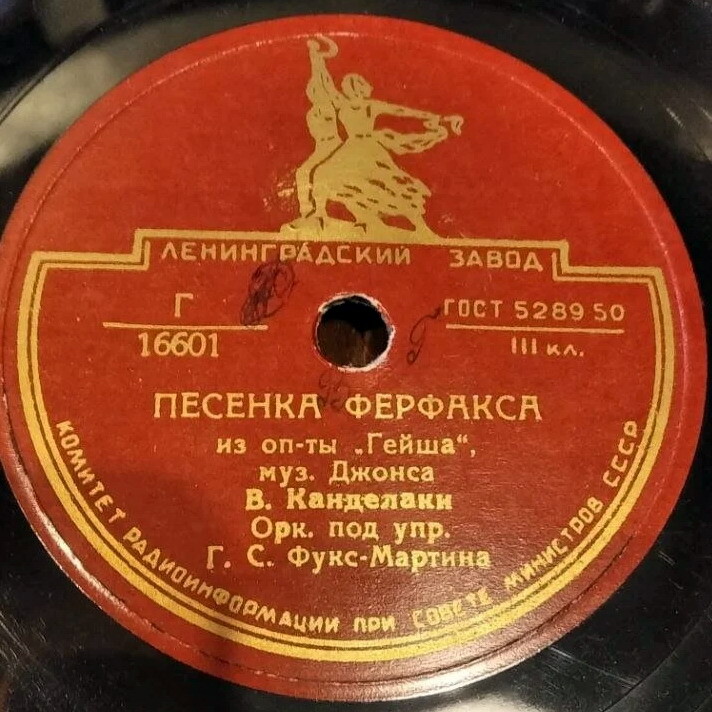 ЛЕНИНГРАДСКИЙ ЗАВОД
Г
16601
ГОСТ 5289 50
III кл.
ПЕСЕНКА ФЕРФАКСА
из оп-ты „Гейша“,
муз. Джонса
В. Канделаки
Орк. под упр.
Г. С. Фукс-Мартина
КОМИТЕТ РАДИОИНФОРМАЦИИ ПРИ СОВЕТЕ МИНИСТРОВ СССР